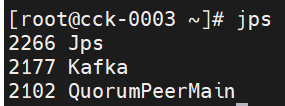 [root@cck-0003 ~]# jps
2266 Jps
2177 Kafka
2102 QuorumPeerMain